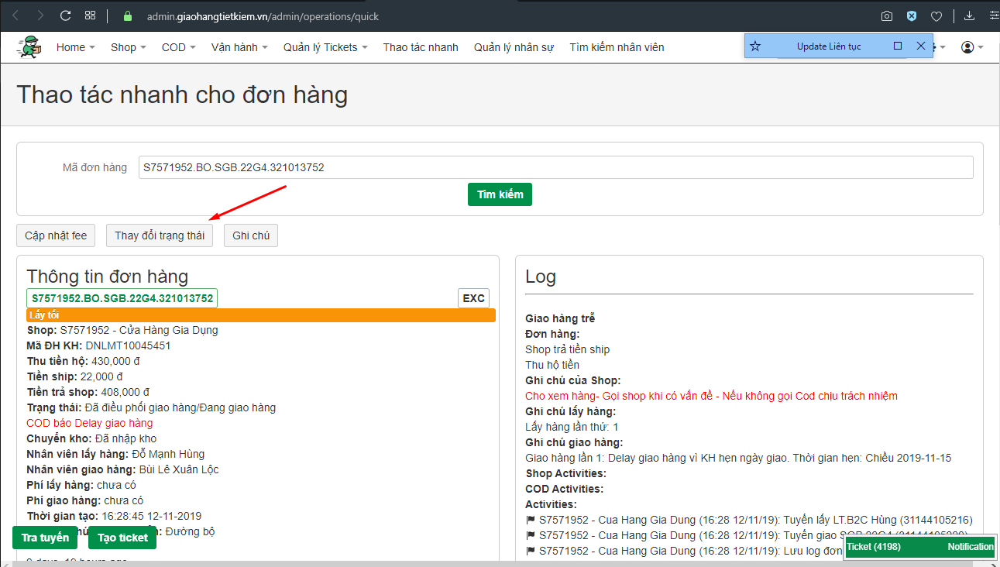 admin.giaohangtietkiem.vn/admin/operations/quick
Home Shop COD Vận hành Quản lý Tickets Thao tác nhanh Quản lý nhân sự Tìm kiếm nhân viên
Update Liên tục
Thao tác nhanh cho đơn hàng
Mã đơn hàng S7571952.BO.SGB.22G4.321013752
Tìm kiếm
Cập nhật fee Thay đổi trạng thái Ghi chú
Thông tin đơn hàng
S7571952.BO.SGB.22G4.321013752 EXC
Lấy tối
Shop: S7571952 - Cửa Hàng Gia Dụng
Mã ĐH KH: DNLMT10045451
Thu tiền hộ: 430,000 đ
Tiền ship: 22,000 đ
Tiền trả shop: 408,000 đ
Trạng thái: Đã điều phối giao hàng/Đang giao hàng
COD báo Delay giao hàng
Chuyển kho: Đã nhập kho
Nhân viên lấy hàng: Đỗ Mạnh Hùng
Nhân viên giao hàng: Bùi Lê Xuân Lộc
Phí lấy hàng: chưa có
Phí giao hàng: chưa có
Thời gian tạo: 16:28:45 12-11-2019
Đường bộ
Tra tuyến Tạo ticket
Log
Giao hàng trễ
Đơn hàng:
Shop trả tiền ship
Thu hộ tiền
Ghi chú của Shop:
Cho xem hàng- Gọi shop khi có vấn đề - Nếu không gọi Cod chịu trách nhiệm
Ghi chú lấy hàng:
Lấy hàng lần thứ: 1
Ghi chú giao hàng:
Giao hàng lần 1: Delay giao hàng vì KH hẹn ngày giao. Thời gian hẹn: Chiều 2019-11-15
Shop Activities:
COD Activities:
Activities:
S7571952 - Cua Hang Gia Dung (16:28 12/11/19): Tuyến lấy LT.B2C Hùng (31144105216)
S7571952 - Cua Hang Gia Dung (16:28 12/11/19): Tuyến giao SGB.22G4
S7571952 - Cua Hang Gia Dung (16:28 12/11/19): Lưu log đơn
Ticket (4198) Notification